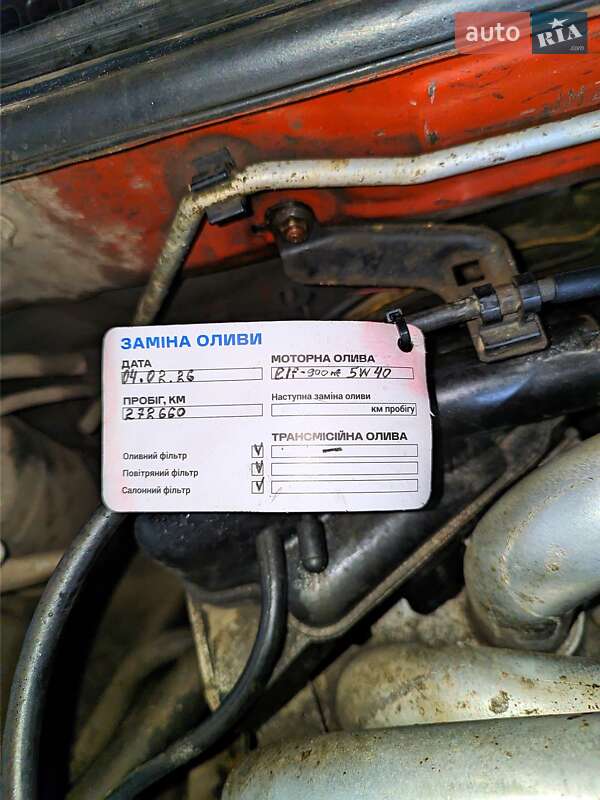 auto RIA.com
ЗАМІНА ОЛИВИ
ДАТА
04.02.26
МОТОРНА ОЛИВА
5W40
ПРОБІГ, КМ
272660
Наступна заміна оливи
км пробігу
ТРАНСМІСІЙНА ОЛИВА
Оливний фільтр V
Повітряний фільтр V
Салонний фільтр V